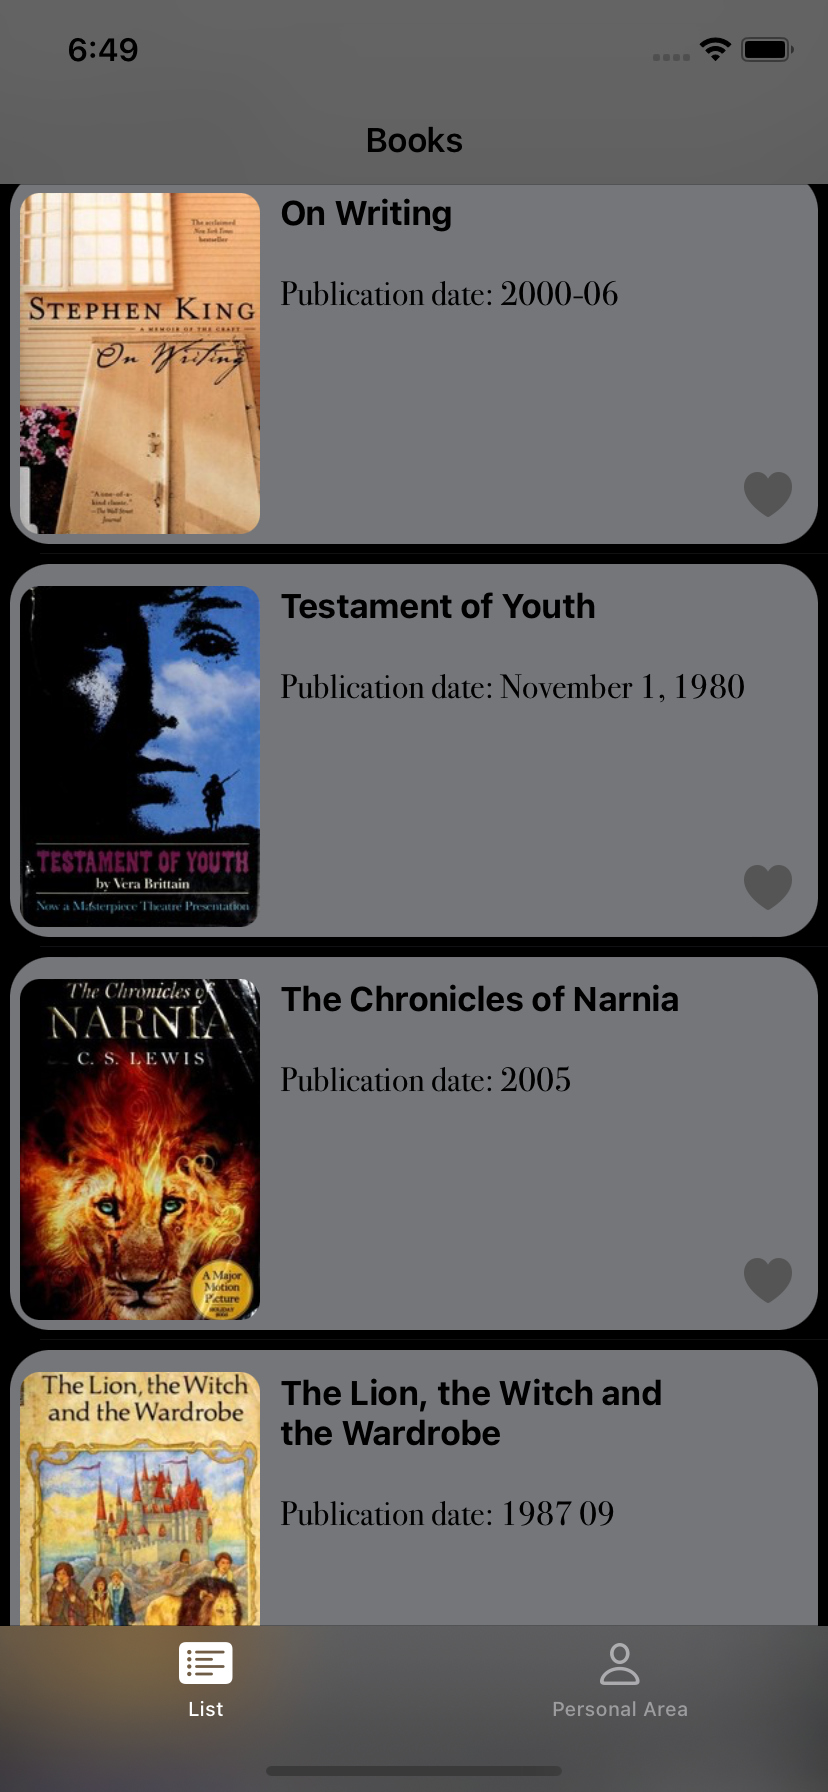 6:49
Books
The acclaimed
New York Times
bestseller
STEPHEN KING
A MEMOIR OF THE CRAFT
On Writing
"A one-of-a-
kind classic."
—The Wall Street
Journal
On Writing
Publication date: 2000-06
TESTAMENT OF YOUTH
by Vera Brittain
Now a Masterpiece Theatre Presentation
Testament of Youth
Publication date: November 1, 1980
The Chronicles of
NARNIA
C. S. LEWIS
A Major
Motion
Picture
HOLIDAY
2005
The Chronicles of Narnia
Publication date: 2005
The Lion, the Witch
and the Wardrobe
The Lion, the Witch and
the Wardrobe
Publication date: 1987 09
List
Personal Area